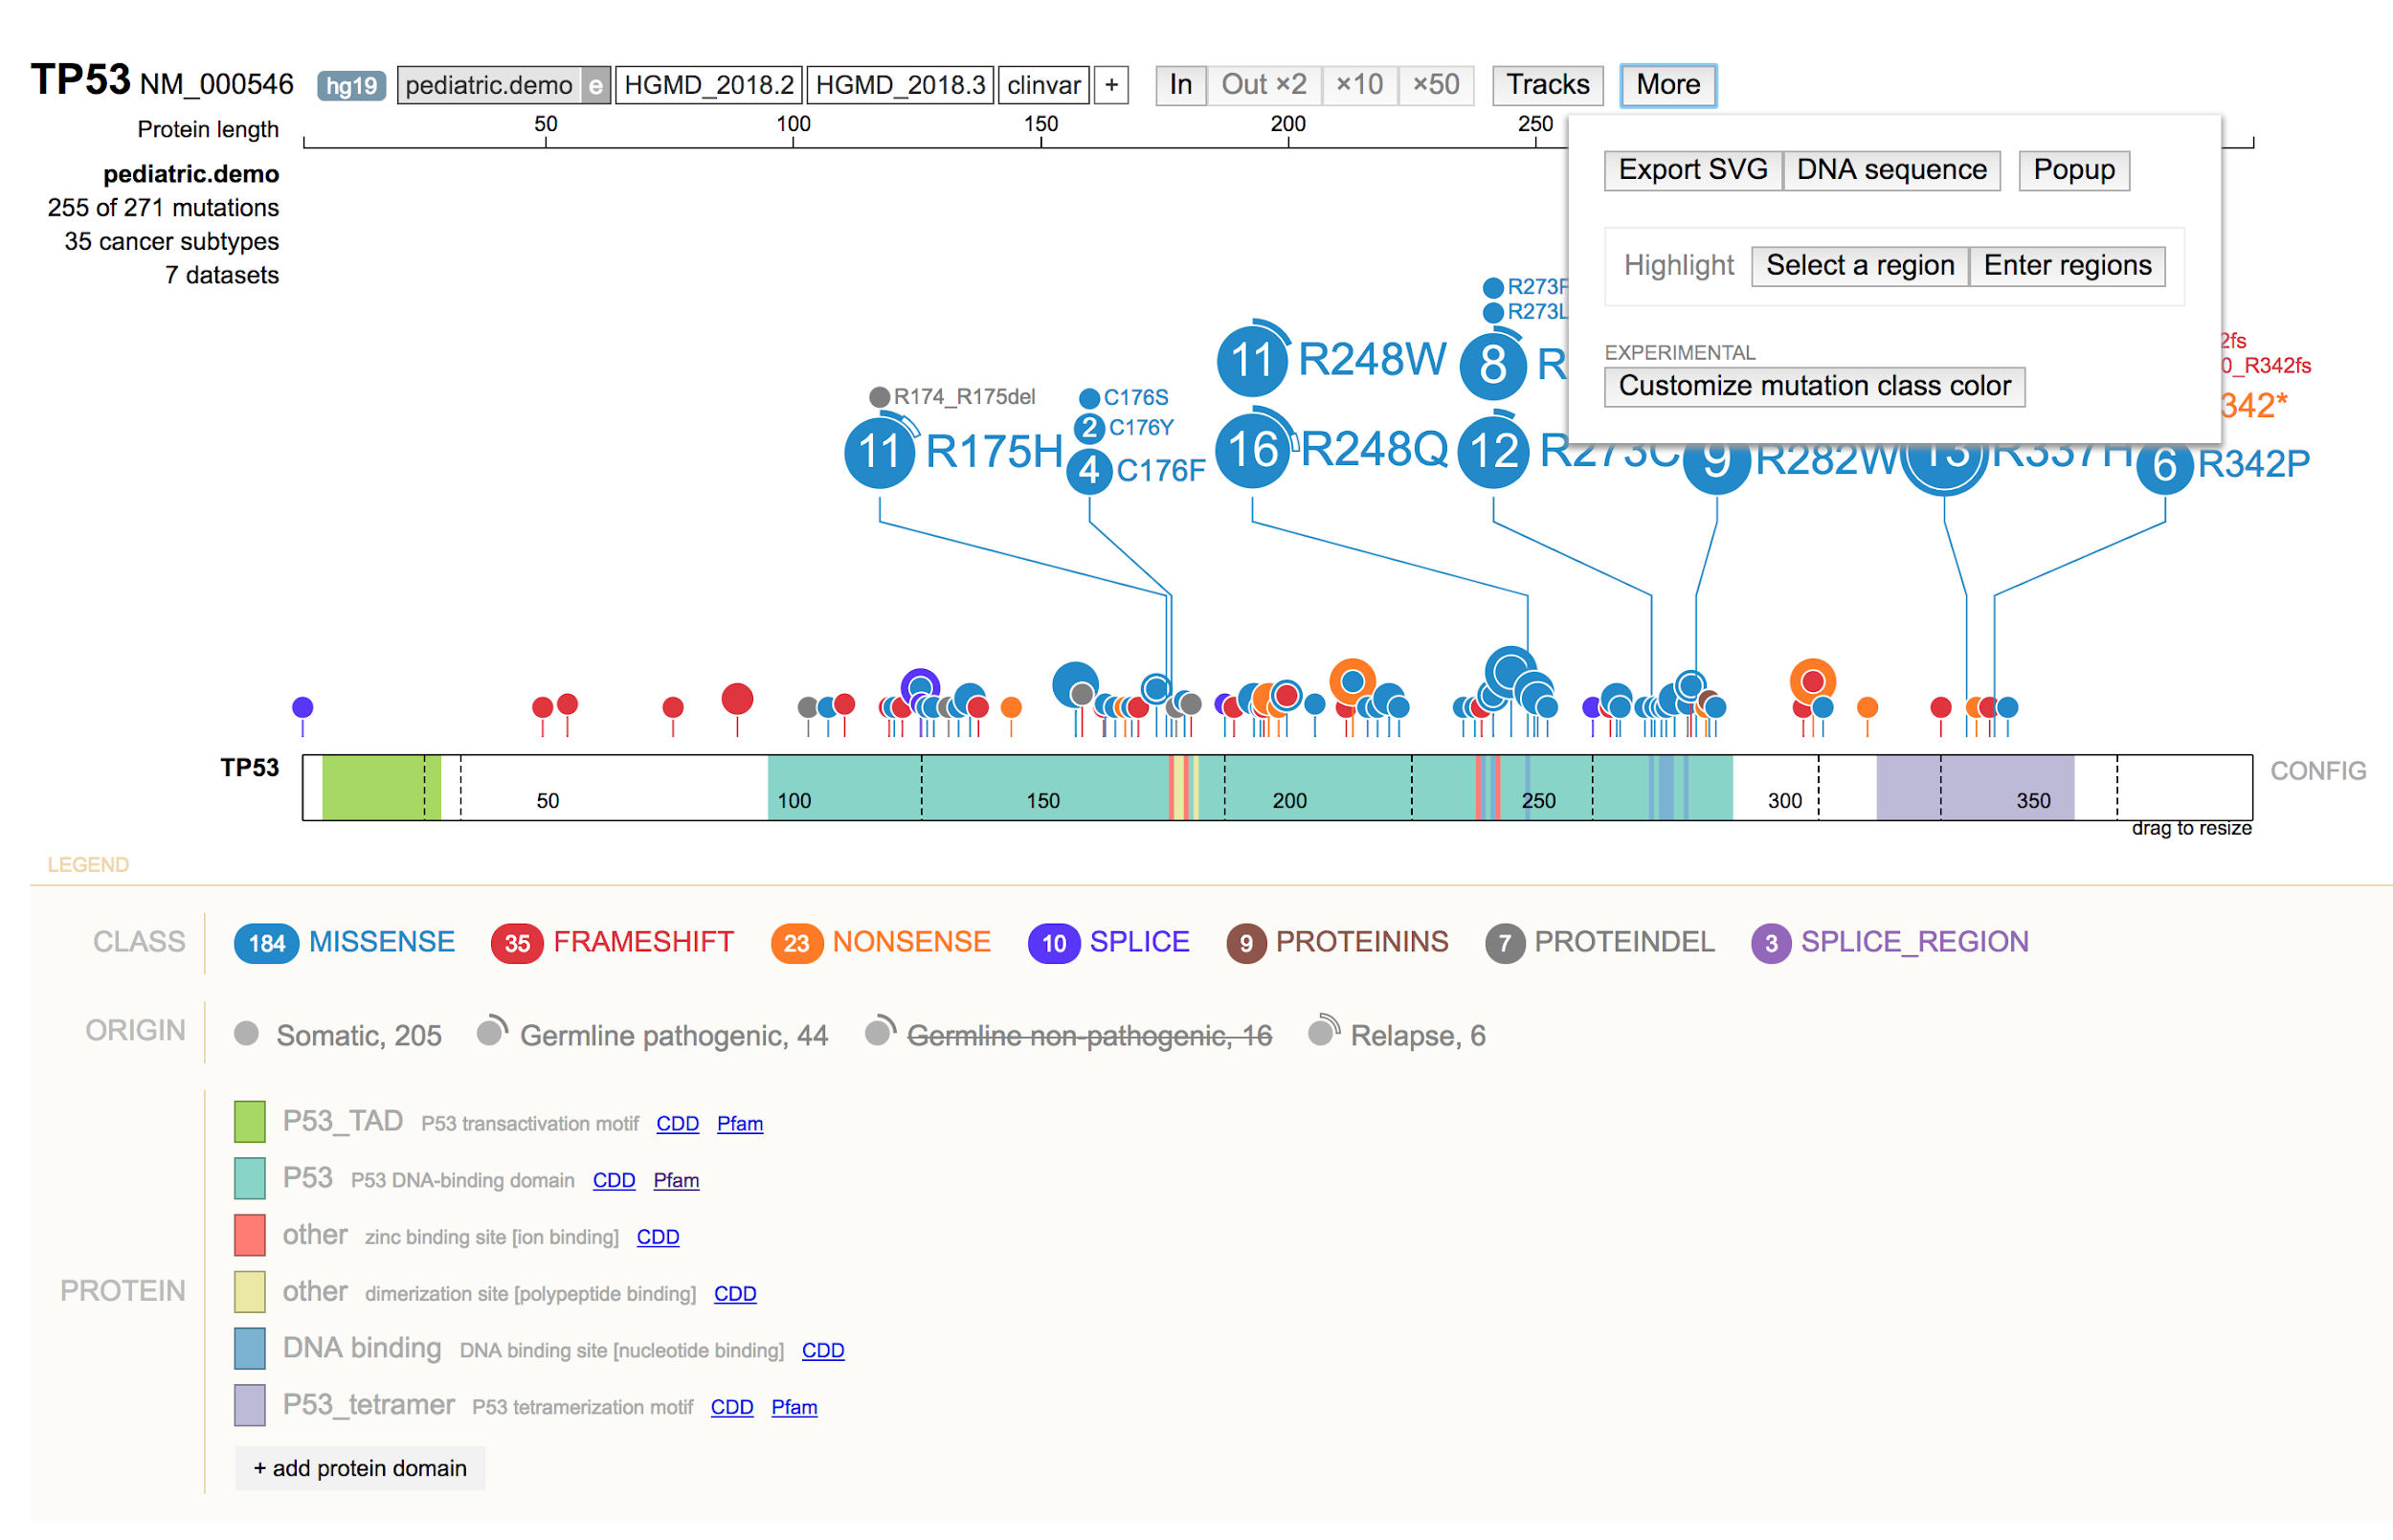 TP53 NM_000546 hg19 pediatric.demo e HGMD_2018.2 HGMD_2018.3 clinvar + In Out ×2 ×10 ×50 Tracks More
Protein length 50 100 150 200 250
pediatric.demo
255 of 271 mutations
35 cancer subtypes
7 datasets
Export SVG DNA sequence Popup
Highlight Select a region Enter regions
EXPERIMENTAL
Customize mutation class color
R273L
2fs
0_R342fs
342*
11 R248W 8 R
R174_R175del C176S
2 C176Y
11 R175H 4 C176F 16 R248Q 12 R273C 9 R282W 13 R337H 6 R342P
TP53 50 100 150 200 250 300 350 CONFIG
drag to resize
LEGEND
CLASS 184 MISSENSE 35 FRAMESHIFT 23 NONSENSE 10 SPLICE 9 PROTEININS 7 PROTEINDEL 3 SPLICE_REGION
ORIGIN Somatic, 205 Germline pathogenic, 44 Germline non-pathogenic, 16 Relapse, 6
PROTEIN
P53_TAD P53 transactivation motif CDD Pfam
P53 P53 DNA-binding domain CDD Pfam
other zinc binding site [ion binding] CDD
other dimerization site [polypeptide binding] CDD
DNA binding DNA binding site [nucleotide binding] CDD
P53_tetramer P53 tetramerization motif CDD Pfam
+ add protein domain